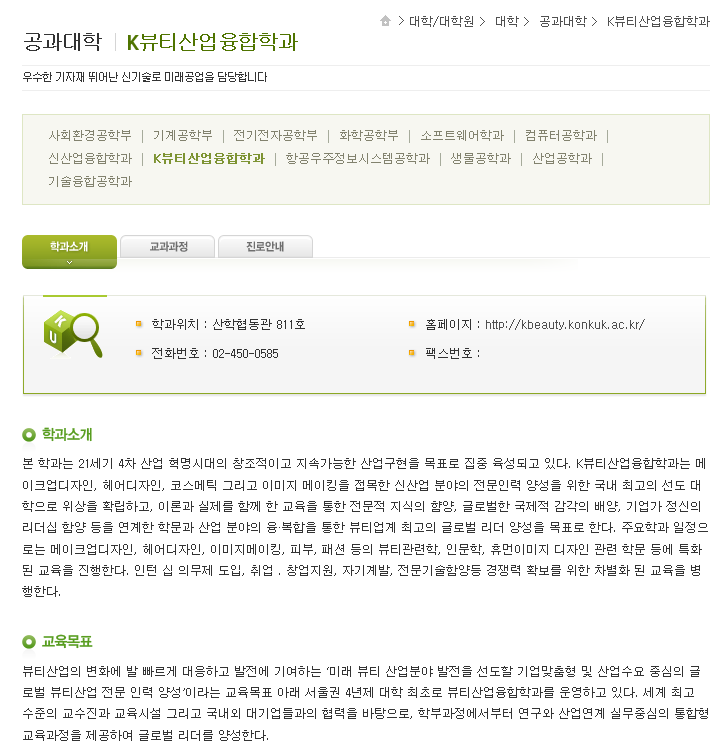 > 대학/대학원 > 대학 > 공과대학 > K뷰티산업융합학과
공과대학 | K뷰티산업융합학과
우수한 기자재 뛰어난 신기술로 미래공업을 담당합니다
사회환경공학부 | 기계공학부 | 전기전자공학부 | 화학공학부 | 소프트웨어학과 | 컴퓨터공학과 |
신산업융합학과 | K뷰티산업융합학과 | 항공우주정보시스템공학과 | 생물공학과 | 산업공학과 |
기술융합공학과
학과소개 교과과정 진로안내
KU
학과위치 : 산학협동관 811호 홈페이지 : http://kbeauty.konkuk.ac.kr/
전화번호 : 02-450-0585 팩스번호 :
학과소개
본 학과는 21세기 4차 산업 혁명시대의 창조적이고 지속가능한 산업구현을 목표로 집중 육성되고 있다. K뷰티산업융합학과는 메
이크업디자인, 헤어디자인, 코스메틱 그리고 이미지 메이킹을 접목한 신산업 분야의 전문인력 양성을 위한 국내 최고의 선도 대
학으로 위상을 확립하고, 이론과 실제를 함께 한 교육을 통한 전문적 지식의 함양, 글로벌한 국제적 감각의 배양, 기업가 정신의
리더십 함양 등을 연계한 학문과 산업 분야의 융·복합을 통한 뷰티업계 최고의 글로벌 리더 양성을 목표로 한다. 주요학과 일정으
로는 메이크업디자인, 헤어디자인, 이미지메이킹, 피부, 패션 등의 뷰티관련학, 인문학, 휴먼이미지 디자인 관련 학문 등에 특화
된 교육을 진행한다. 인턴 십 의무제 도입, 취업 . 창업지원, 자기계발, 전문기술함양등 경쟁력 확보를 위한 차별화 된 교육을 병
행한다.
교육목표
뷰티산업의 변화에 발 빠르게 대응하고 발전에 기여하는 '미래 뷰티 산업분야 발전을 선도할 기업맞춤형 및 산업수요 중심의 글
로벌 뷰티산업 전문 인력 양성'이라는 교육목표 아래 서울권 4년제 대학 최초로 뷰티산업융합학과를 운영하고 있다. 세계 최고
수준의 교수진과 교육시설 그리고 국내외 대기업들과의 협력을 바탕으로, 학부과정에서부터 연구와 산업연계 실무중심의 통합형
교육과정을 제공하여 글로벌 리더를 양성한다.